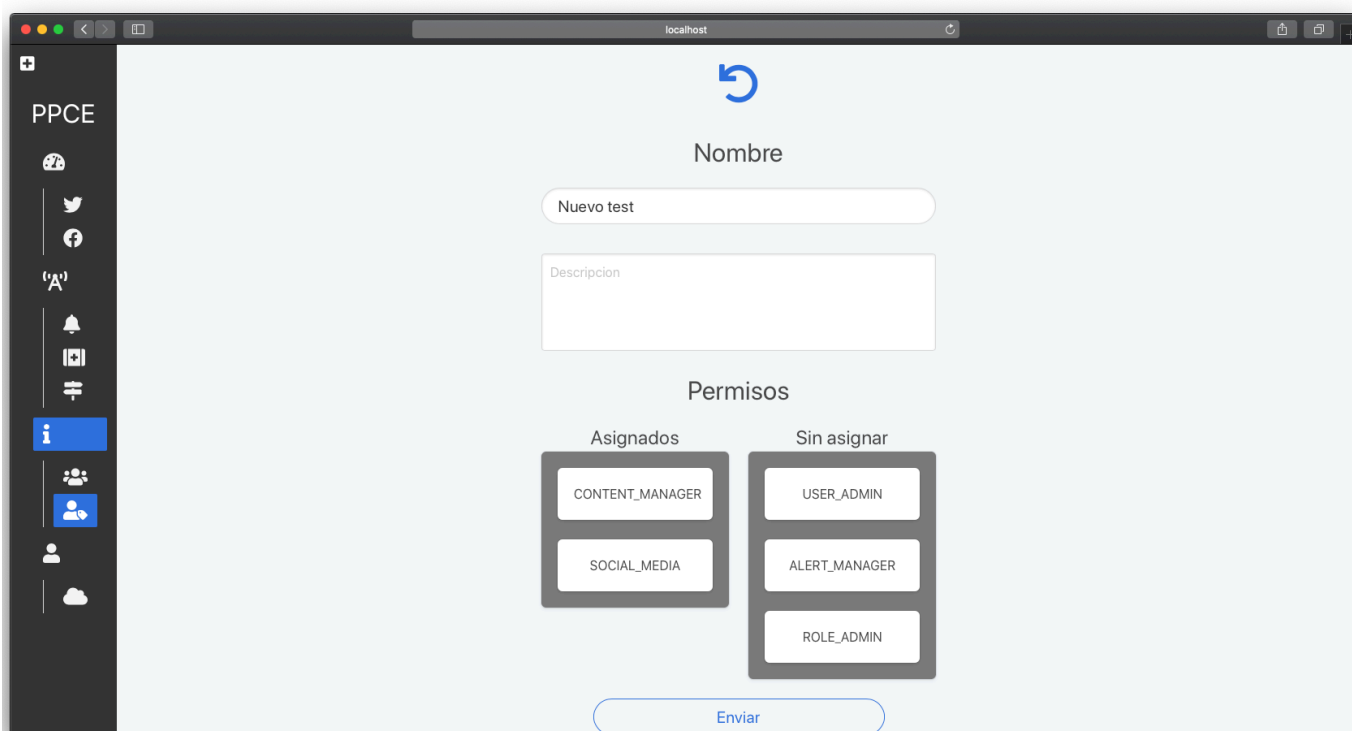 localhost
PPCE
Nombre
Nuevo test
Descripcion
Permisos
Asignados
Sin asignar
CONTENT_MANAGER
USER_ADMIN
SOCIAL_MEDIA
ALERT_MANAGER
ROLE_ADMIN
Enviar